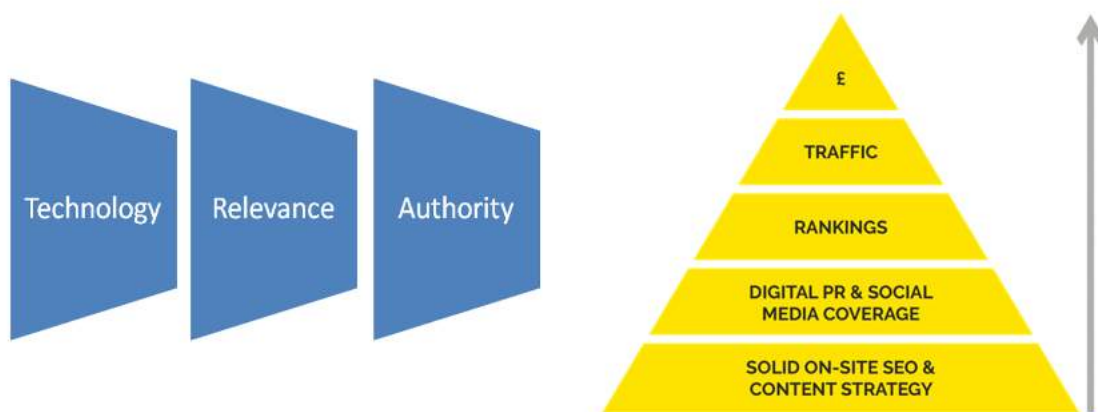 Technology
Relevance
Authority
£
TRAFFIC
RANKINGS
DIGITAL PR & SOCIAL
MEDIA COVERAGE
SOLID ON-SITE SEO &
CONTENT STRATEGY